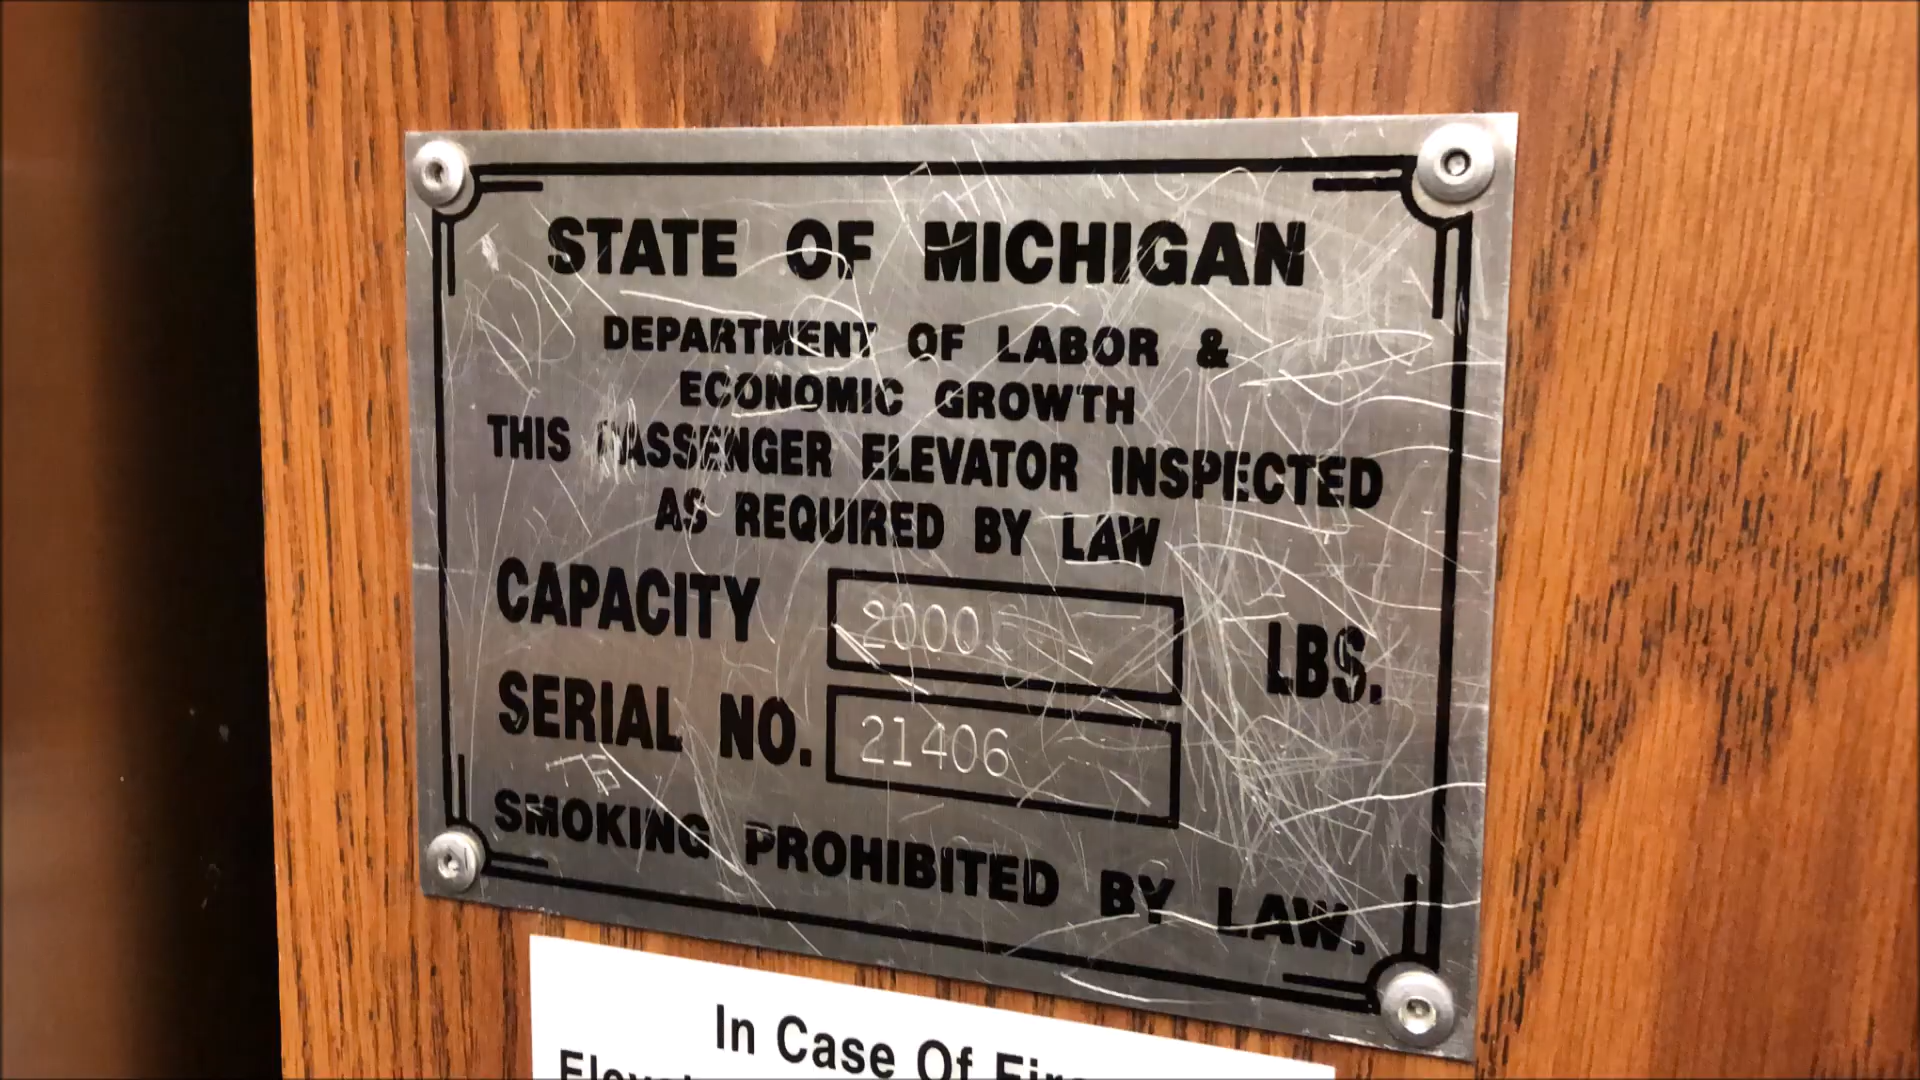 STATE OF MICHIGAN
DEPARTMENT OF LABOR &
ECONOMIC GROWTH
THIS PASSENGER ELEVATOR INSPECTED
AS REQUIRED BY LAW
CAPACITY 2000 LBS.
SERIAL NO. 21406
SMOKING PROHIBITED BY LAW.
In Case Of